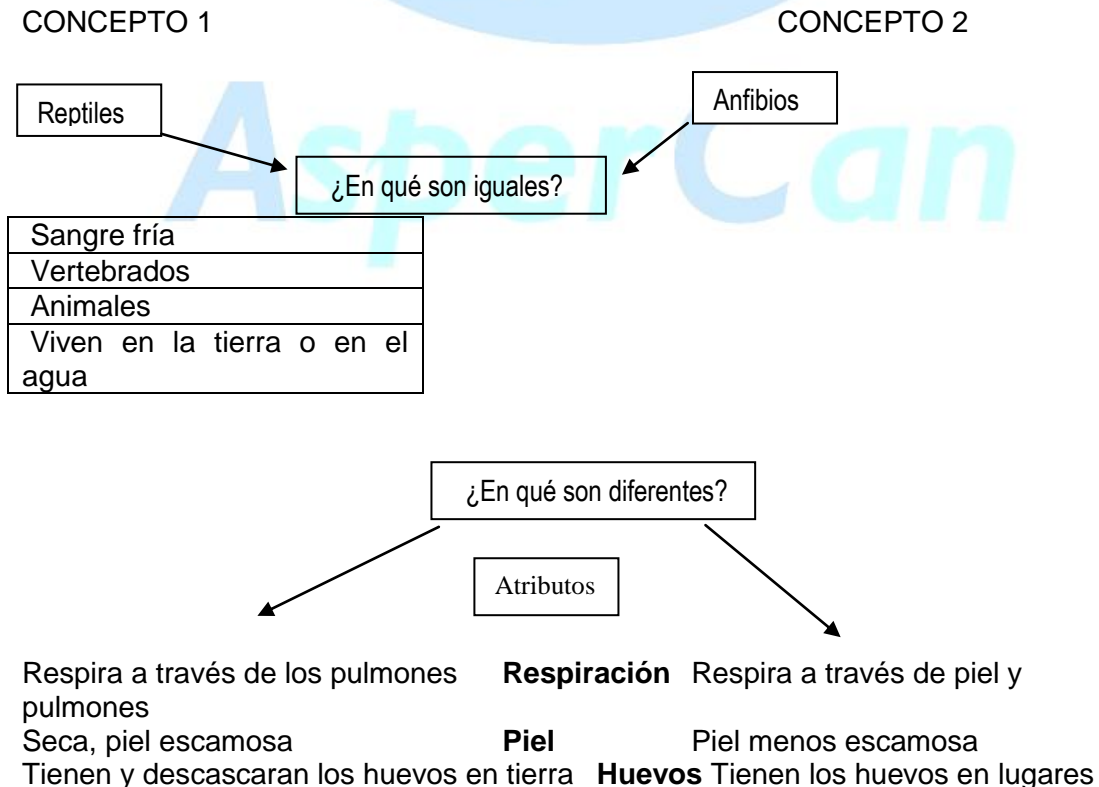 CONCEPTO 1 CONCEPTO 2
Reptiles Anfibios
AsperCan
¿En qué son iguales?
Sangre fría
Vertebrados
Animales
Viven en la tierra o en el
agua
¿En qué son diferentes?
Atributos
Respira a través de los pulmones Respiración Respira a través de piel y
pulmones
Seca, piel escamosa Piel Piel menos escamosa
Tienen y descascaran los huevos en tierra Huevos Tienen los huevos en lugares